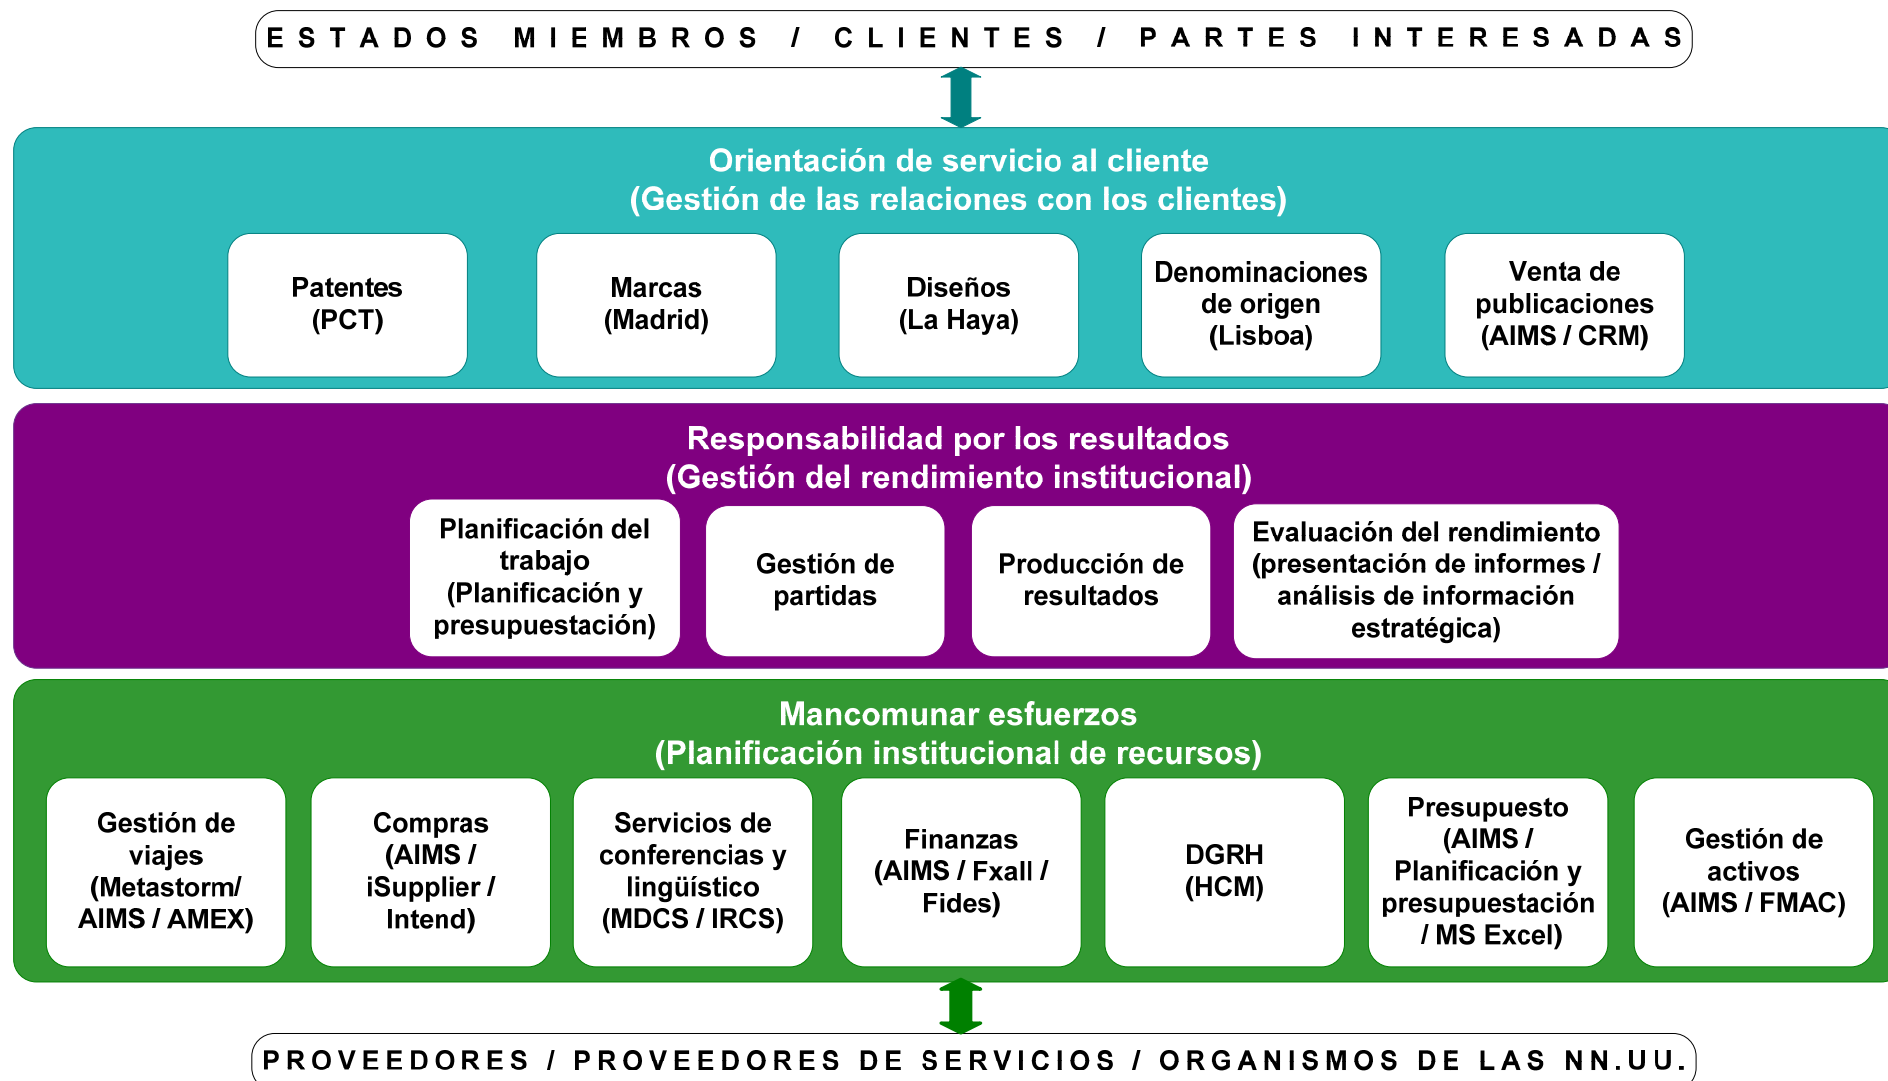 ESTADOS MIEMBROS / CLIENTES / PARTES INTERESADAS
Orientación de servicio al cliente
(Gestión de las relaciones con los clientes)
Patentes
(PCT)
Marcas
(Madrid)
Diseños
(La Haya)
Denominaciones
de origen
(Lisboa)
Venta de
publicaciones
(AIMS / CRM)
Responsabilidad por los resultados
(Gestión del rendimiento institucional)
Planificación del
trabajo
(Planificación y
presupuestación)
Gestión de
partidas
Producción de
resultados
Evaluación del rendimiento
(presentación de informes /
análisis de información
estratégica)
Mancomunar esfuerzos
(Planificación institucional de recursos)
Gestión de
viajes
(Metastorm/
AIMS / AMEX)
Compras
(AIMS /
iSupplier /
Intend)
Servicios de
conferencias y
lingüístico
(MDCS / IRCS)
Finanzas
(AIMS / Fxall /
Fides)
DGRH
(HCM)
Presupuesto
(AIMS /
Planificación y
presupuestación
/ MS Excel)
Gestión de
activos
(AIMS / FMAC)
PROVEEDORES / PROVEEDORES DE SERVICIOS / ORGANISMOS DE LAS NN.UU.